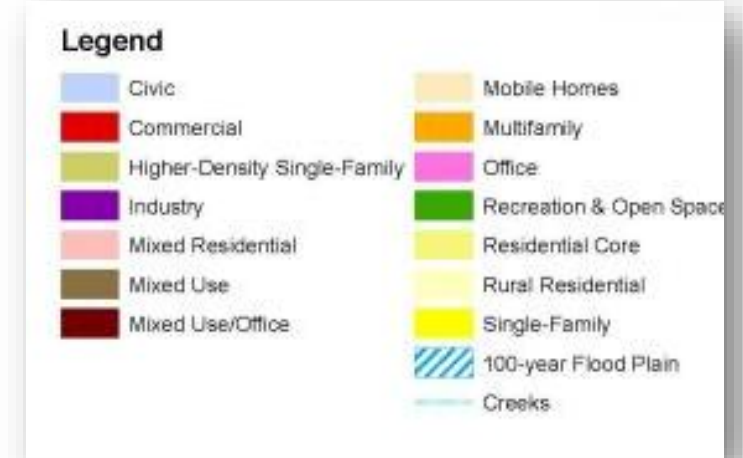 Legend
Civic
Commercial
Higher-Density Single-Family
Industry
Mixed Residential
Mixed Use
Mixed Use/Office
Mobile Homes
Multifamily
Office
Recreation & Open Space
Residential Core
Rural Residential
Single-Family
100-year Flood Plain
Creeks